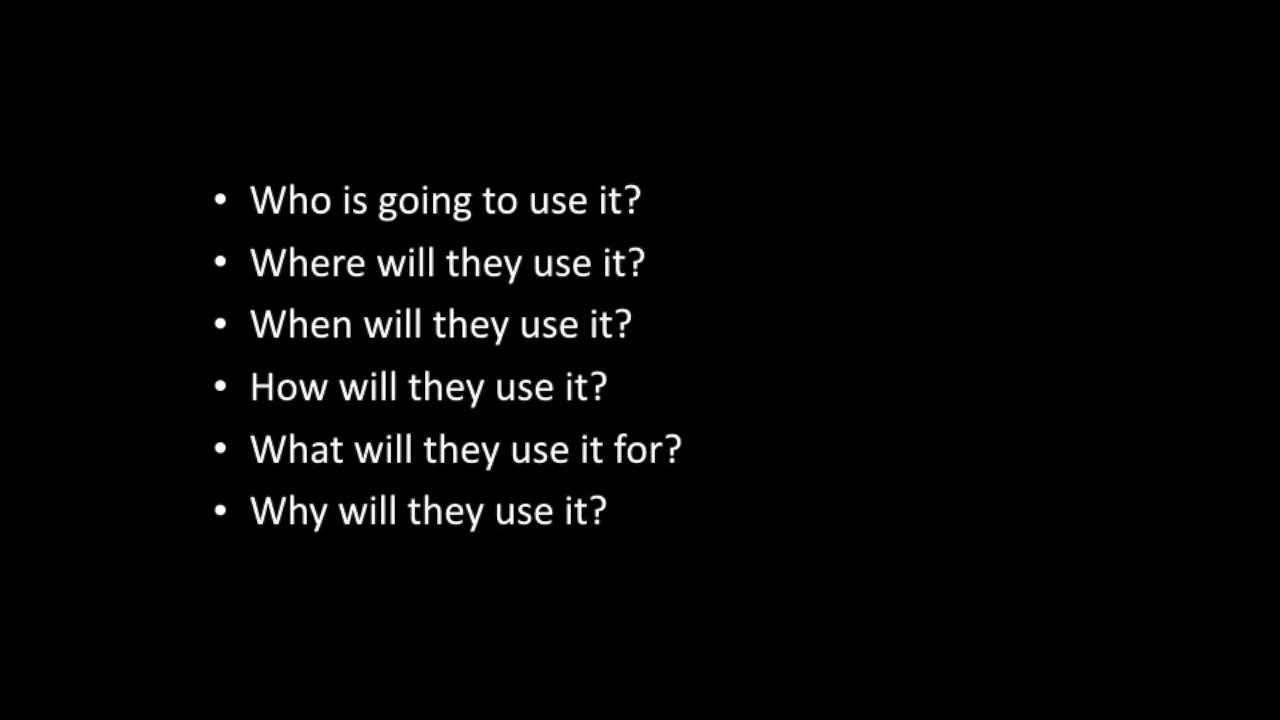 • Who is going to use it?
• Where will they use it?
• When will they use it?
• How will they use it?
• What will they use it for?
• Why will they use it?